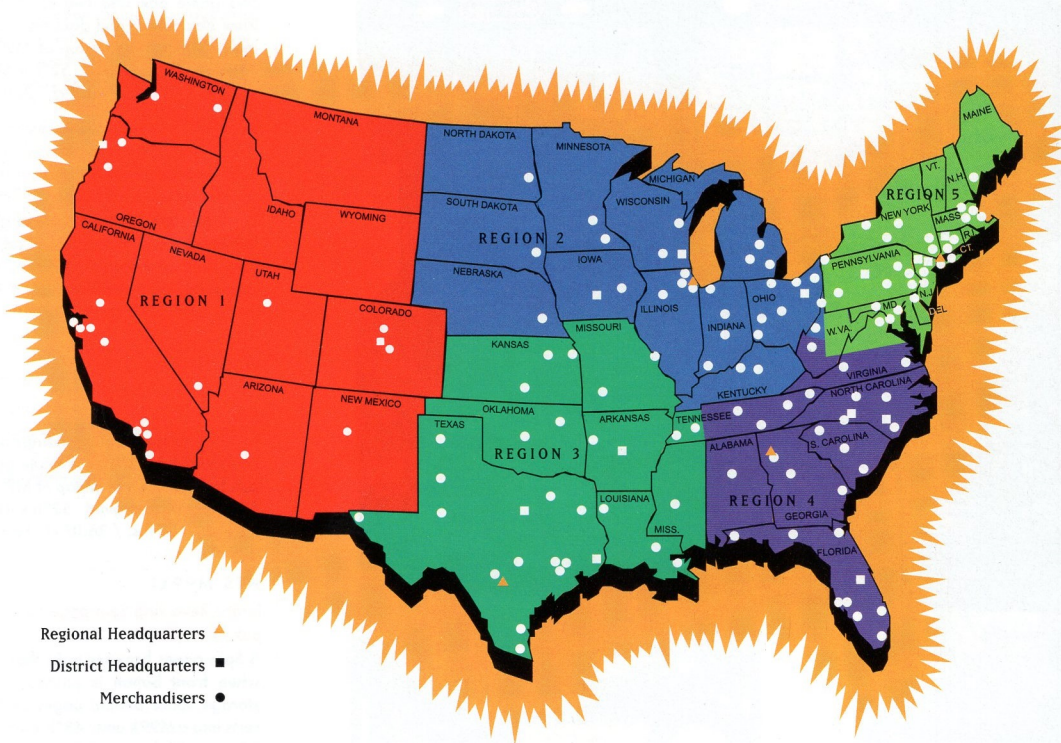 WASHINGTON
MONTANA
OREGON
IDAHO
WYOMING
CALIFORNIA
NEVADA
UTAH
COLORADO
REGION 1
ARIZONA
NEW MEXICO
NORTH DAKOTA
MINNESOTA
MICHIGAN
SOUTH DAKOTA
WISCONSIN
REGION 2
NEBRASKA
IOWA
ILLINOIS
INDIANA
OHIO
KENTUCKY
MISSOURI
KANSAS
OKLAHOMA
TEXAS
ARKANSAS
REGION 3
LOUISIANA
MISS.
TENNESSEE
ALABAMA
REGION 4
GEORGIA
S. CAROLINA
NORTH CAROLINA
VIRGINIA
FLORIDA
MAINE
VT.
N.H.
REGION 5
NEW YORK
MASS
R.I.
CT.
PENNSYLVANIA
N.J.
MD
DEL
W.VA.
Regional Headquarters
District Headquarters
Merchandisers